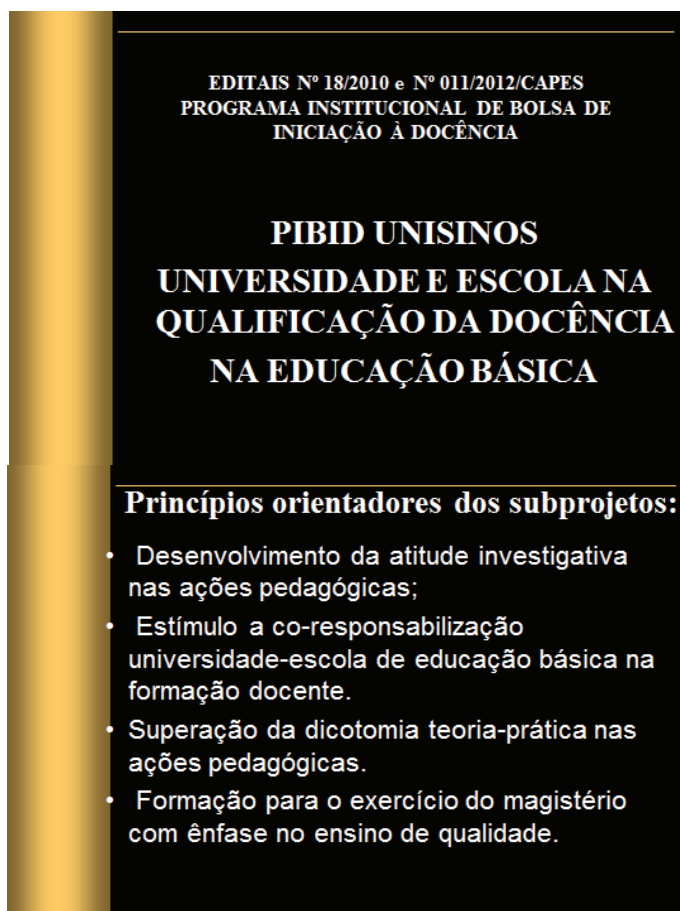 EDITAIS Nº 18/2010 e Nº 011/2012/CAPES
PROGRAMA INSTITUCIONAL DE BOLSA DE
INICIAÇÃO À DOCÊNCIA
PIBID UNISINOS
UNIVERSIDADE E ESCOLA NA
QUALIFICAÇÃO DA DOCÊNCIA
NA EDUCAÇÃO BÁSICA
Princípios orientadores dos subprojetos:
• Desenvolvimento da atitude investigativa
nas ações pedagógicas;
• Estímulo a co-responsabilização
universidade-escola de educação básica na
formação docente.
• Superação da dicotomia teoria-prática nas
ações pedagógicas.
• Formação para o exercício do magistério
com ênfase no ensino de qualidade.